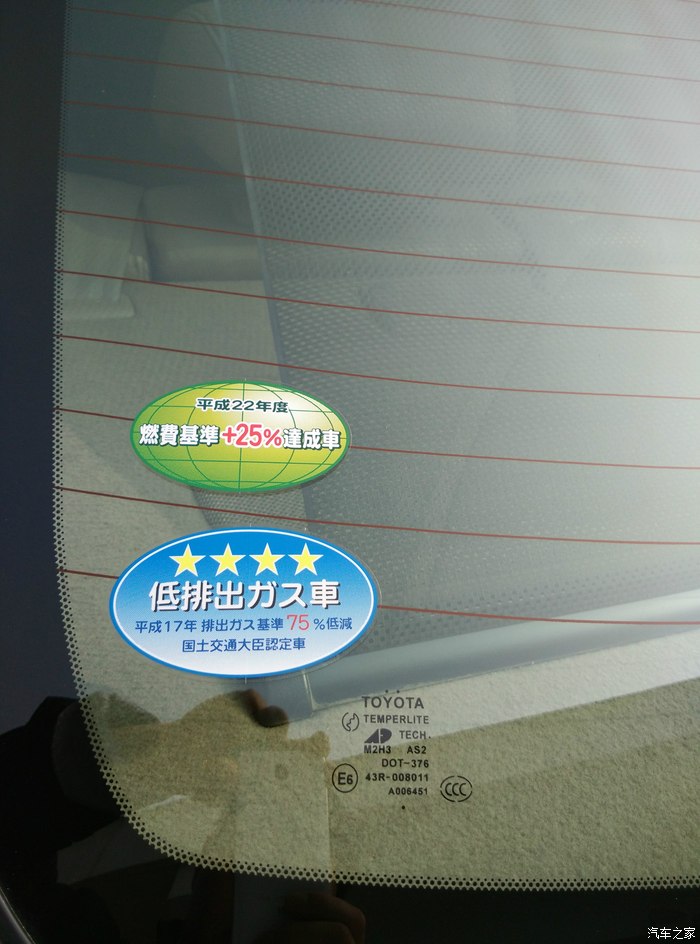 平成22年度
燃費基準+25%達成車
低排出ガス車
平成17年 排出ガス基準75%低減
国土交通大臣認定車
TOYOTA
TEMPERLITE
TECH.
M2H3 AS2
DOT-376
E6 43R-008011
A006451 CCC
汽车之家